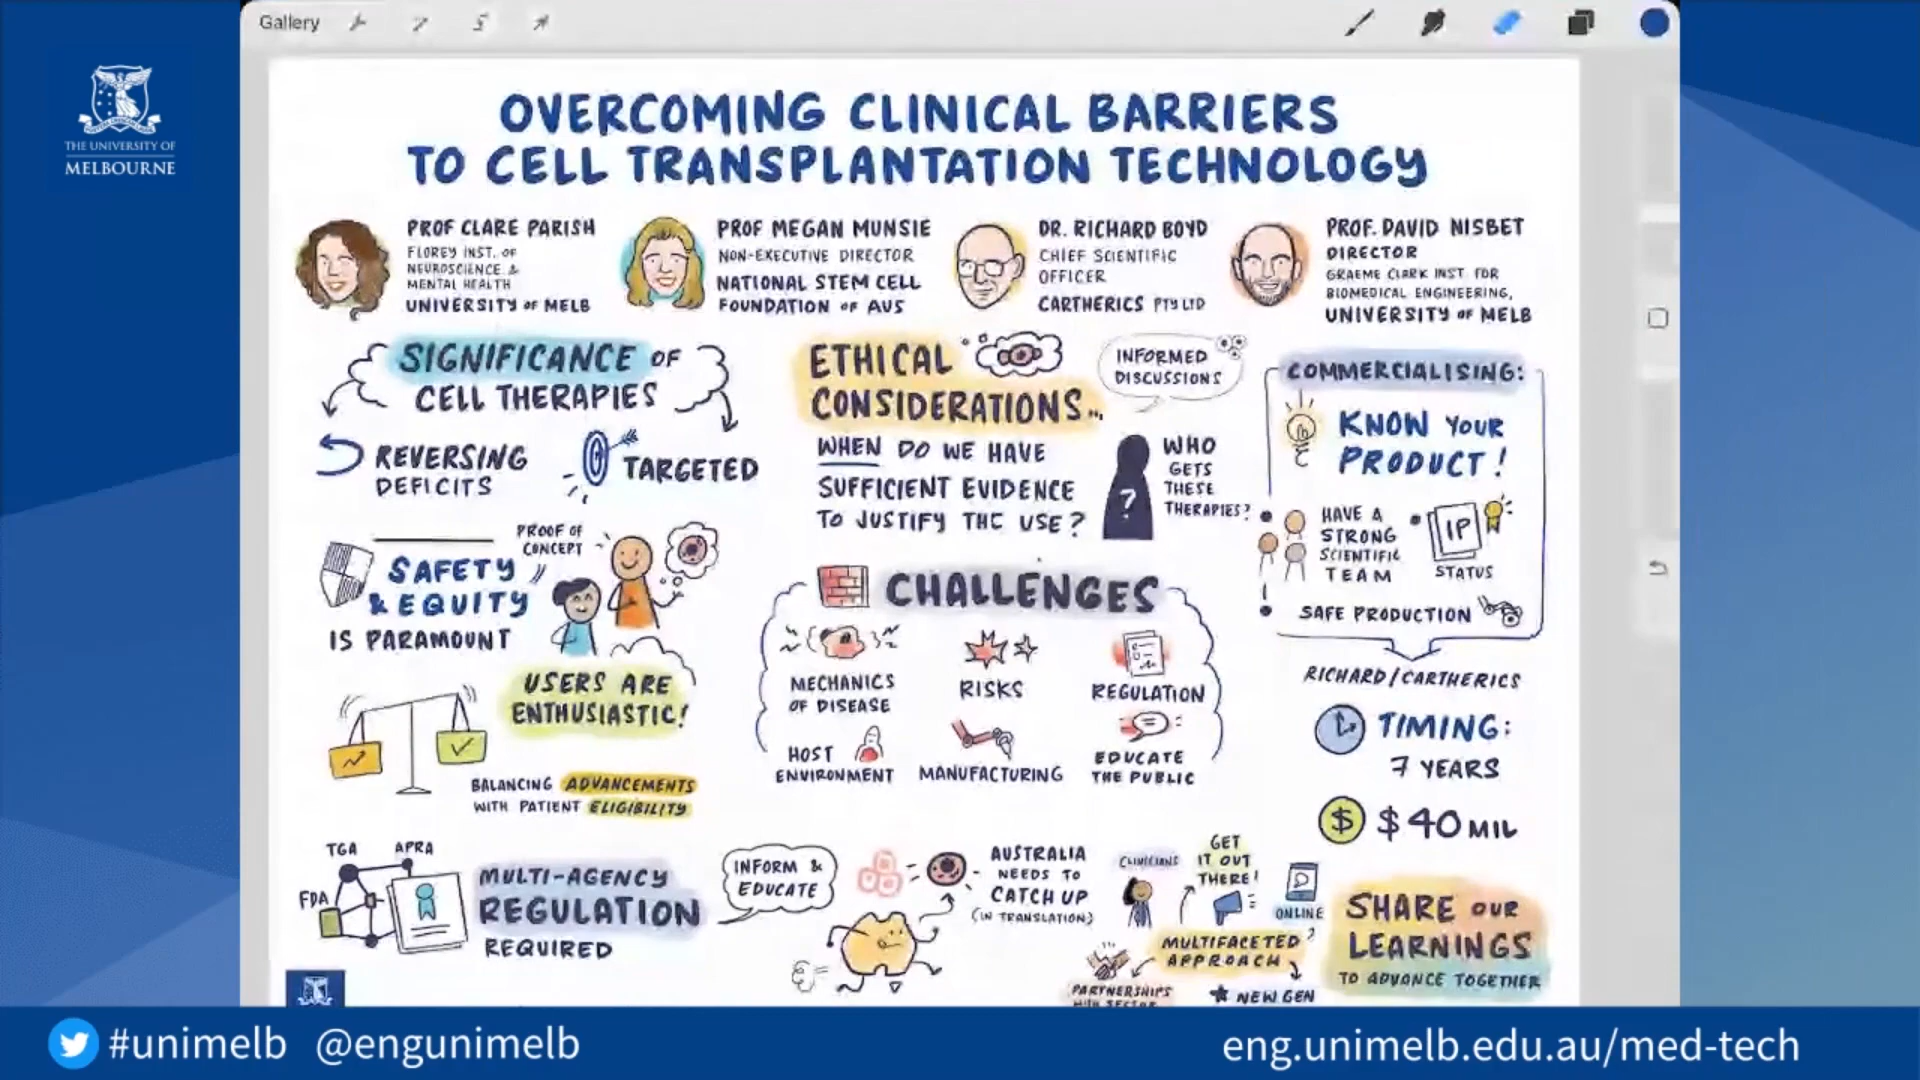 Gallery
THE UNIVERSITY OF
MELBOURNE
OVERCOMING CLINICAL BARRIERS
TO CELL TRANSPLANTATION TECHNOLOGY
PROF CLARE PARISH
FLOREY INST. OF
NEUROSCIENCE &
MENTAL HEALTH
UNIVERSITY OF MELB
PROF MEGAN MUNSIE
NON-EXECUTIVE DIRECTOR
NATIONAL STEM CELL
FOUNDATION OF AUS
DR. RICHARD BOYD
CHIEF SCIENTIFIC
OFFICER
CARTHERICS PTY LTD
PROF. DAVID NISBET
DIRECTOR
GRAEME CLARK INST. FOR
BIOMEDICAL ENGINEERING,
UNIVERSITY OF MELB
SIGNIFICANCE OF
CELL THERAPIES
REVERSING
DEFICITS
TARGETED
PROOF OF
CONCEPT
SAFETY
& EQUITY
IS PARAMOUNT
USERS ARE
ENTHUSIASTIC!
BALANCING ADVANCEMENTS
WITH PATIENT ELIGIBILITY
TGA
APRA
FDA
MULTI-AGENCY
REGULATION
REQUIRED
ETHICAL
CONSIDERATIONS...
INFORMED
DISCUSSIONS
WHEN DO WE HAVE
SUFFICIENT EVIDENCE
TO JUSTIFY THE USE?
?
WHO
GETS
THESE
THERAPIES?
CHALLENGES
MECHANICS
OF DISEASE
RISKS
REGULATION
HOST
ENVIRONMENT
MANUFACTURING
EDUCATE
THE PUBLIC
INFORM &
EDUCATE
AUSTRALIA
NEEDS TO
CATCH UP
(IN TRANSLATION)
COMMERCIALISING:
KNOW YOUR
PRODUCT!
HAVE A
STRONG
SCIENTIFIC
TEAM
IP
STATUS
SAFE PRODUCTION
RICHARD/CARTHERICS
TIMING:
7 YEARS
$ $40 MIL
CLINICIANS
GET
IT OUT
THERE!
ONLINE
MULTIFACETED
APPROACH
PARTNERSHIPS
WITH SECTOR
NEW GEN
SHARE OUR
LEARNINGS
TO ADVANCE TOGETHER
#unimelb @engunimelb
eng.unimelb.edu.au/med-tech